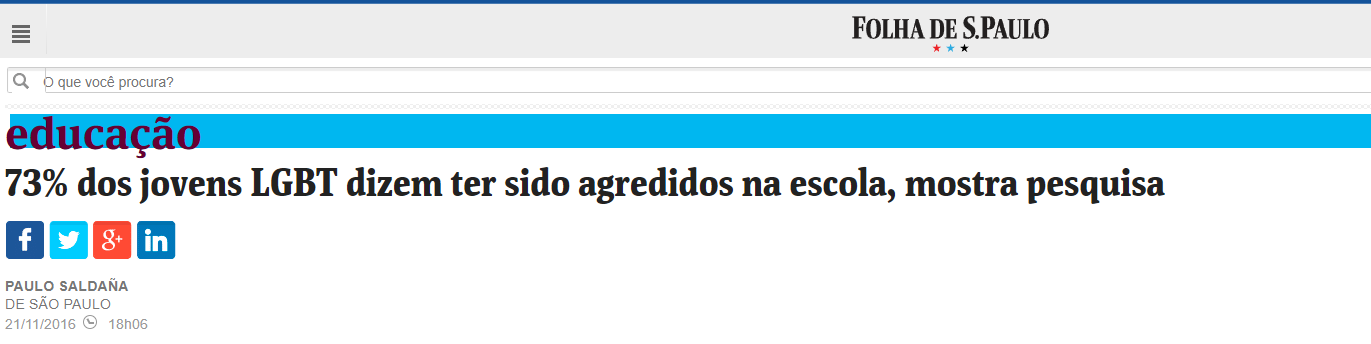 FOLHA DE S.PAULO
O que você procura?
educação
73% dos jovens LGBT dizem ter sido agredidos na escola, mostra pesquisa
f g+ in
PAULO SALDAÑA
DE SÃO PAULO
21/11/2016 18h06